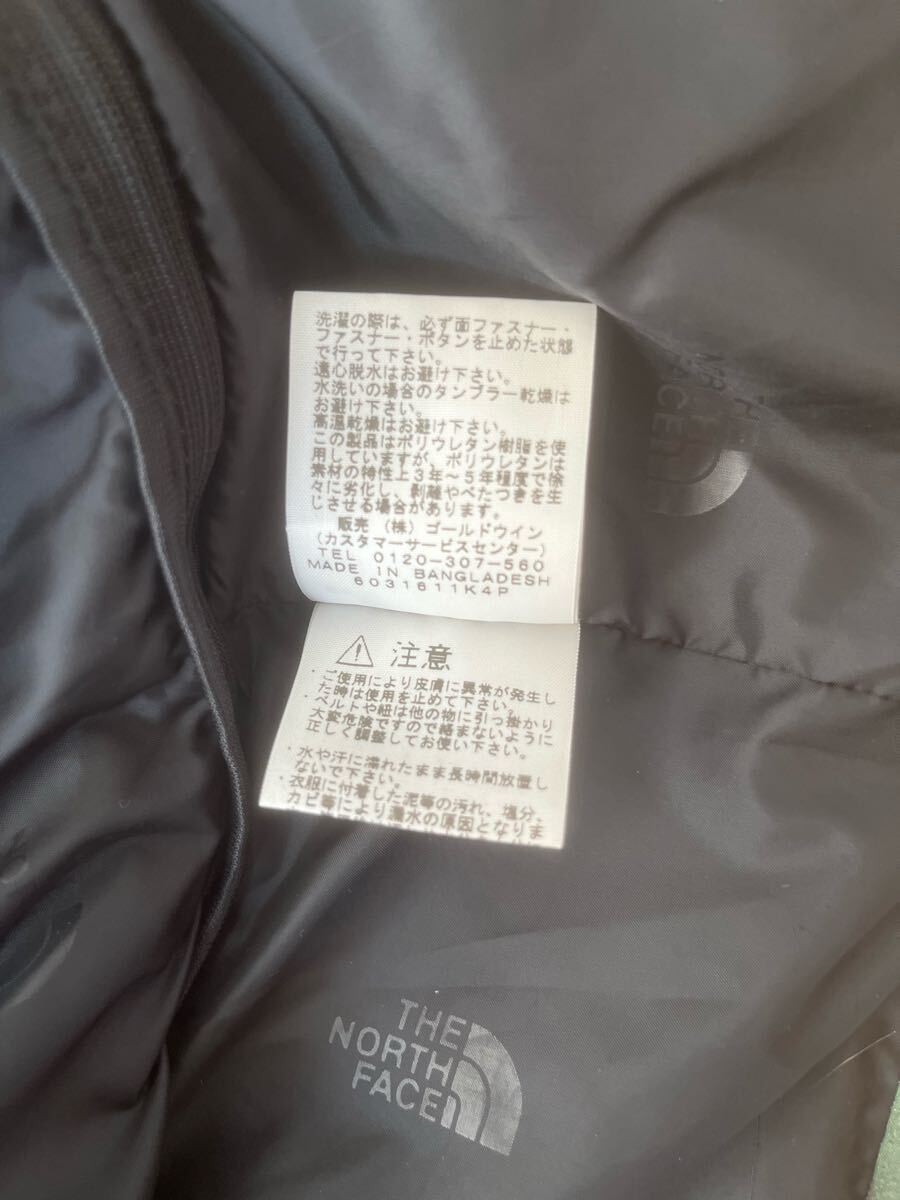 洗濯の際は、必ず面ファスナー・
ファスナー・ボタンを止めた状態
で行って下さい。
遠心脱水はお避け下さい。
水洗いの場合のタンブラー乾燥は
お避け下さい。
高温乾燥はお避け下さい。
この製品はポリウレタン樹脂を使
用していますが、ポリウレタンは
素材の特性上3年〜5年程度で徐
々に劣化し、剥離やべたつきを生
じさせる場合があります。
販売 (株) ゴールドウイン
(カスタマーサービスセンター)
TEL 0120-307-560
MADE IN BANGLADESH
6031611K4P
⚠ 注意
・ご使用により皮膚に異常が発生し
た時は使用を止めて下さい。
・ベルトや紐は他の物に引っ掛かり
大変危険ですので絡まないように
正しく調整してお使い下さい。
・水や汗に濡れたまま長時間放置し
ないで下さい。
・衣服に付着した泥等の汚れ、塩分、
カビ等により漏水の原因となりま
THE
NORTH
FACE